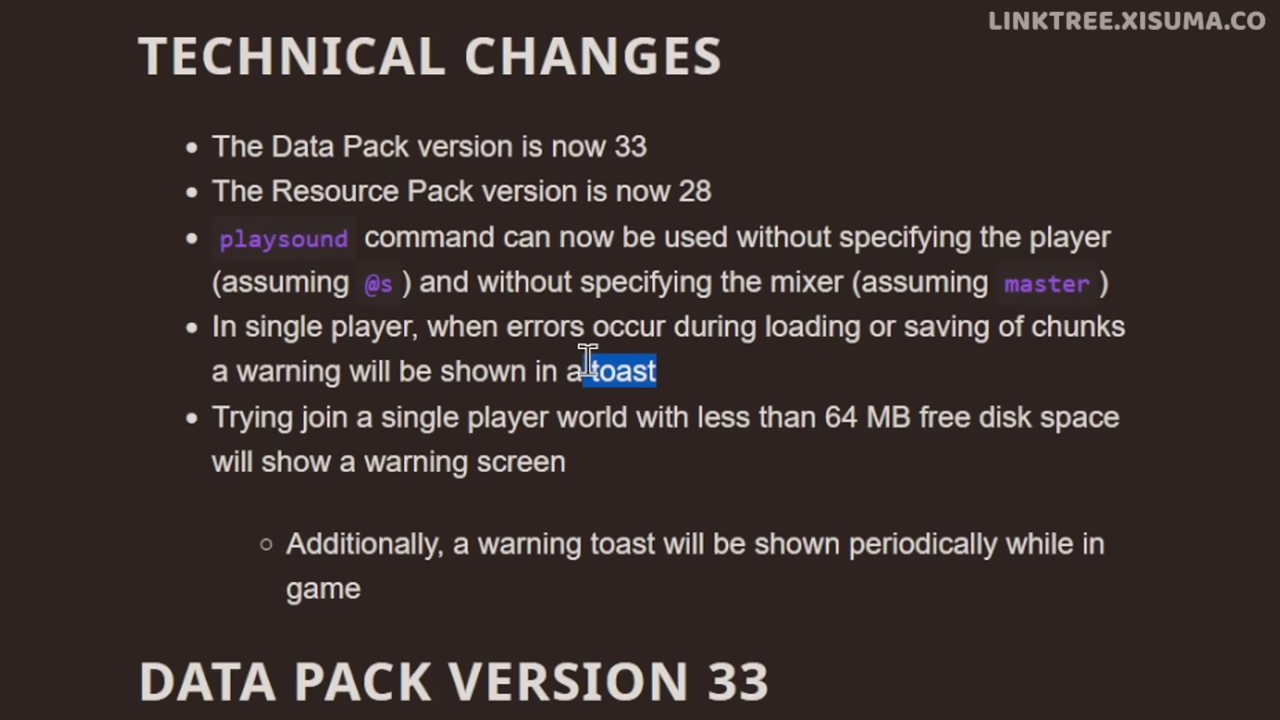 LINKTREE.XISUMA.CO
TECHNICAL CHANGES
• The Data Pack version is now 33
• The Resource Pack version is now 28
• playsound command can now be used without specifying the player
(assuming @s ) and without specifying the mixer (assuming master )
• In single player, when errors occur during loading or saving of chunks
a warning will be shown in a toast
• Trying join a single player world with less than 64 MB free disk space
will show a warning screen
○ Additionally, a warning toast will be shown periodically while in
game
DATA PACK VERSION 33